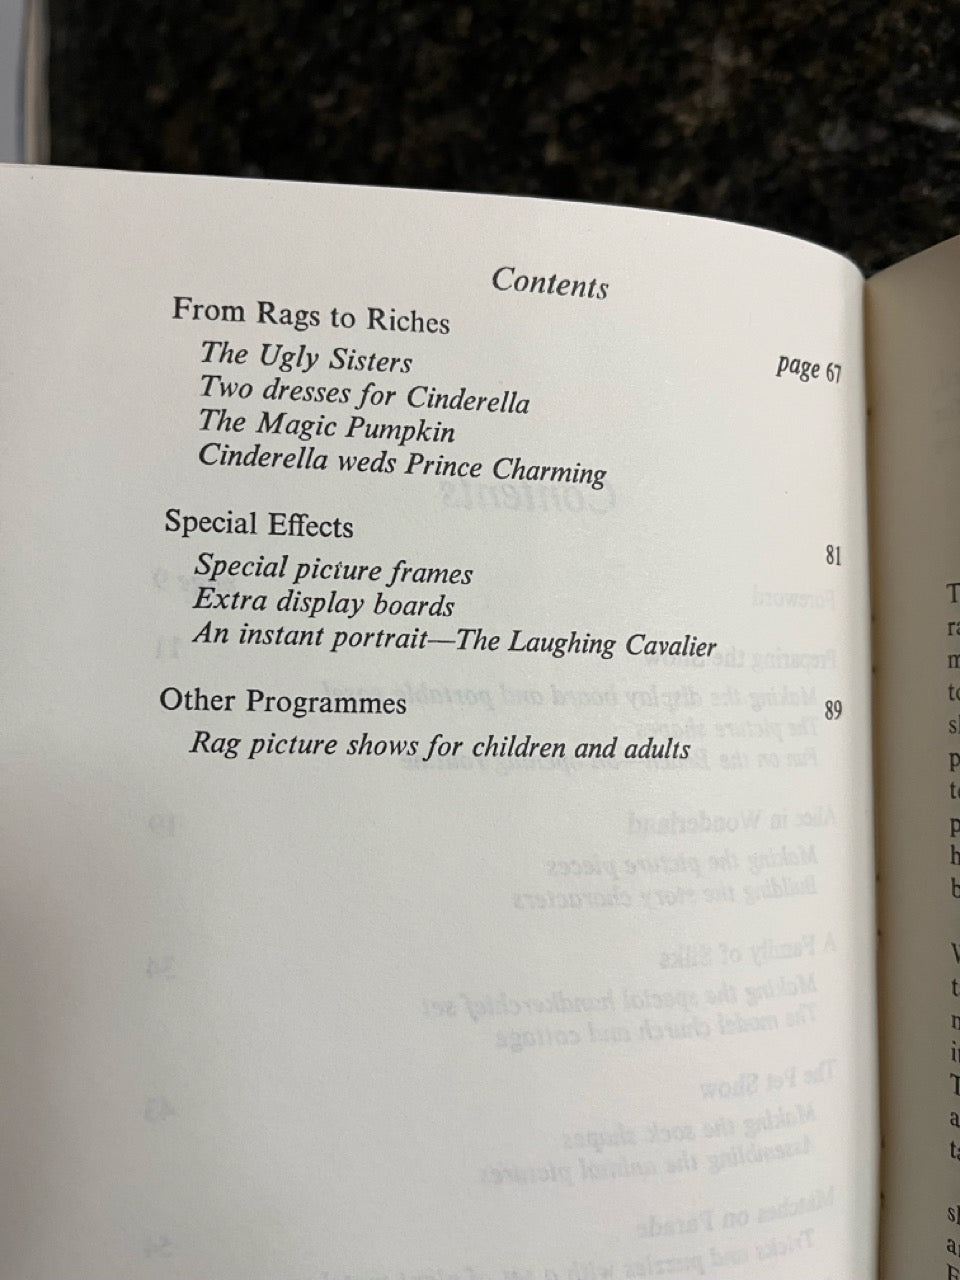 Contents
From Rags to Riches
page 67
The Ugly Sisters
Two dresses for Cinderella
The Magic Pumpkin
Cinderella weds Prince Charming
Special Effects
81
Special picture frames
Extra display boards
An instant portrait—The Laughing Cavalier
Other Programmes
89
Rag picture shows for children and adults